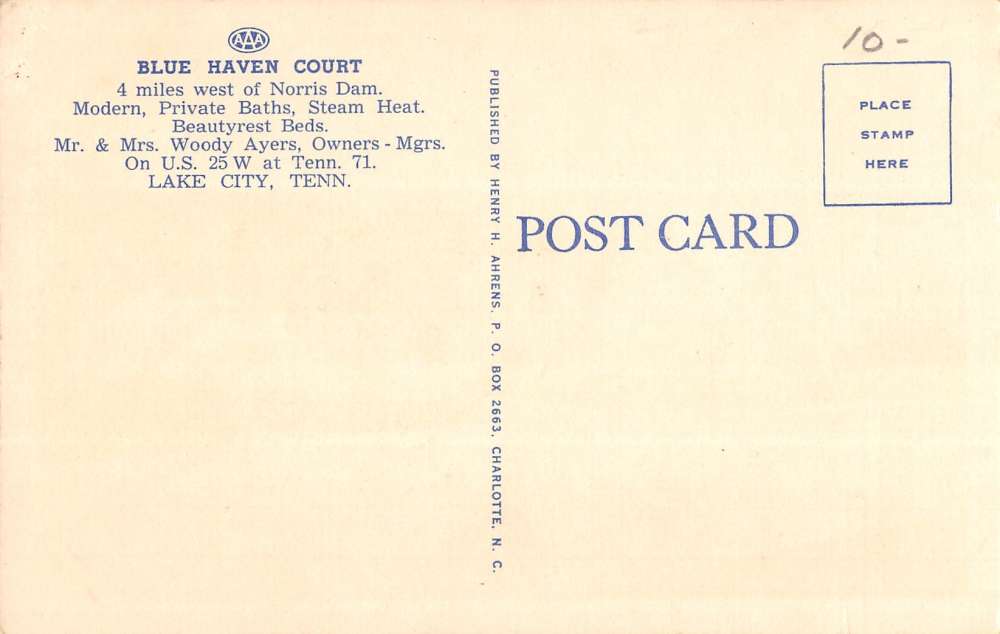 AAA
BLUE HAVEN COURT
4 miles west of Norris Dam.
Modern, Private Baths, Steam Heat.
Beautyrest Beds.
Mr. & Mrs. Woody Ayers, Owners - Mgrs.
On U.S. 25 W at Tenn. 71.
LAKE CITY, TENN.
PUBLISHED BY HENRY H. AHRENS, P. O. BOX 2663, CHARLOTTE, N. C.
10-
PLACE
STAMP
HERE
POST CARD